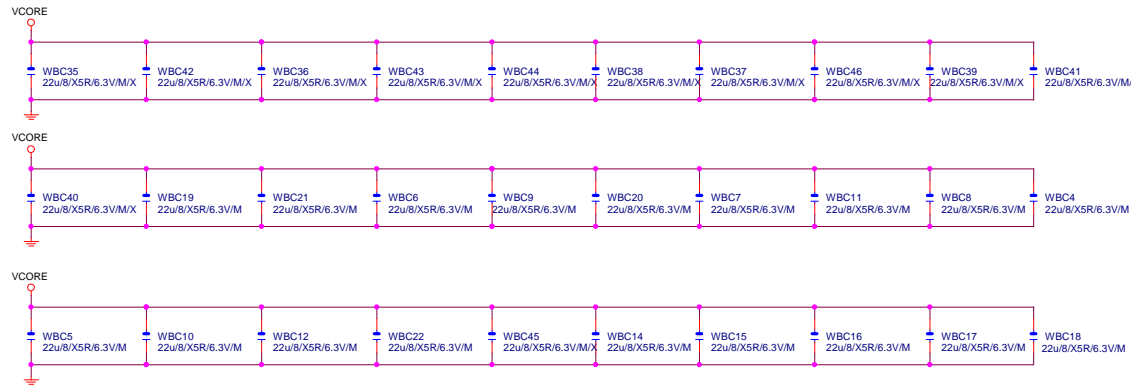 VCORE
WBC35
22u/8/X5R/6.3V/M/X
WBC42
22u/8/X5R/6.3V/M/X
WBC36
22u/8/X5R/6.3V/M/X
WBC43
22u/8/X5R/6.3V/M/X
WBC44
22u/8/X5R/6.3V/M/X
WBC38
22u/8/X5R/6.3V/M/X
WBC37
22u/8/X5R/6.3V/M/X
WBC46
22u/8/X5R/6.3V/M/X
WBC39
22u/8/X5R/6.3V/M/X
WBC41
22u/8/X5R/6.3V/M/
VCORE
WBC40
22u/8/X5R/6.3V/M/X
WBC19
22u/8/X5R/6.3V/M
WBC21
22u/8/X5R/6.3V/M
WBC6
22u/8/X5R/6.3V/M
WBC9
22u/8/X5R/6.3V/M
WBC20
22u/8/X5R/6.3V/M
WBC7
22u/8/X5R/6.3V/M
WBC11
22u/8/X5R/6.3V/M
WBC8
22u/8/X5R/6.3V/M
WBC4
22u/8/X5R/6.3V/M
VCORE
WBC5
22u/8/X5R/6.3V/M
WBC10
22u/8/X5R/6.3V/M
WBC12
22u/8/X5R/6.3V/M
WBC22
22u/8/X5R/6.3V/M
WBC45
22u/8/X5R/6.3V/M/X
WBC14
22u/8/X5R/6.3V/M
WBC15
22u/8/X5R/6.3V/M
WBC16
22u/8/X5R/6.3V/M
WBC17
22u/8/X5R/6.3V/M
WBC18
22u/8/X5R/6.3V/M